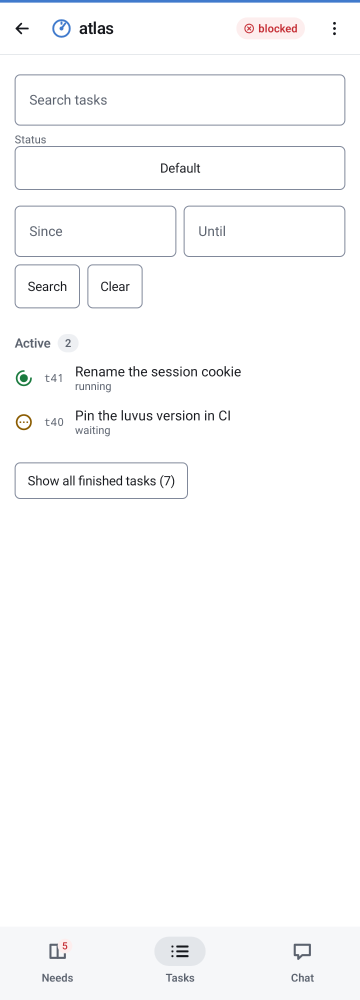 atlas
blocked
Search tasks
Status
Default
Since
Until
Search
Clear
Active 2
t41 Rename the session cookie
running
t40 Pin the luvus version in CI
waiting
Show all finished tasks (7)
5
Needs
Tasks
Chat